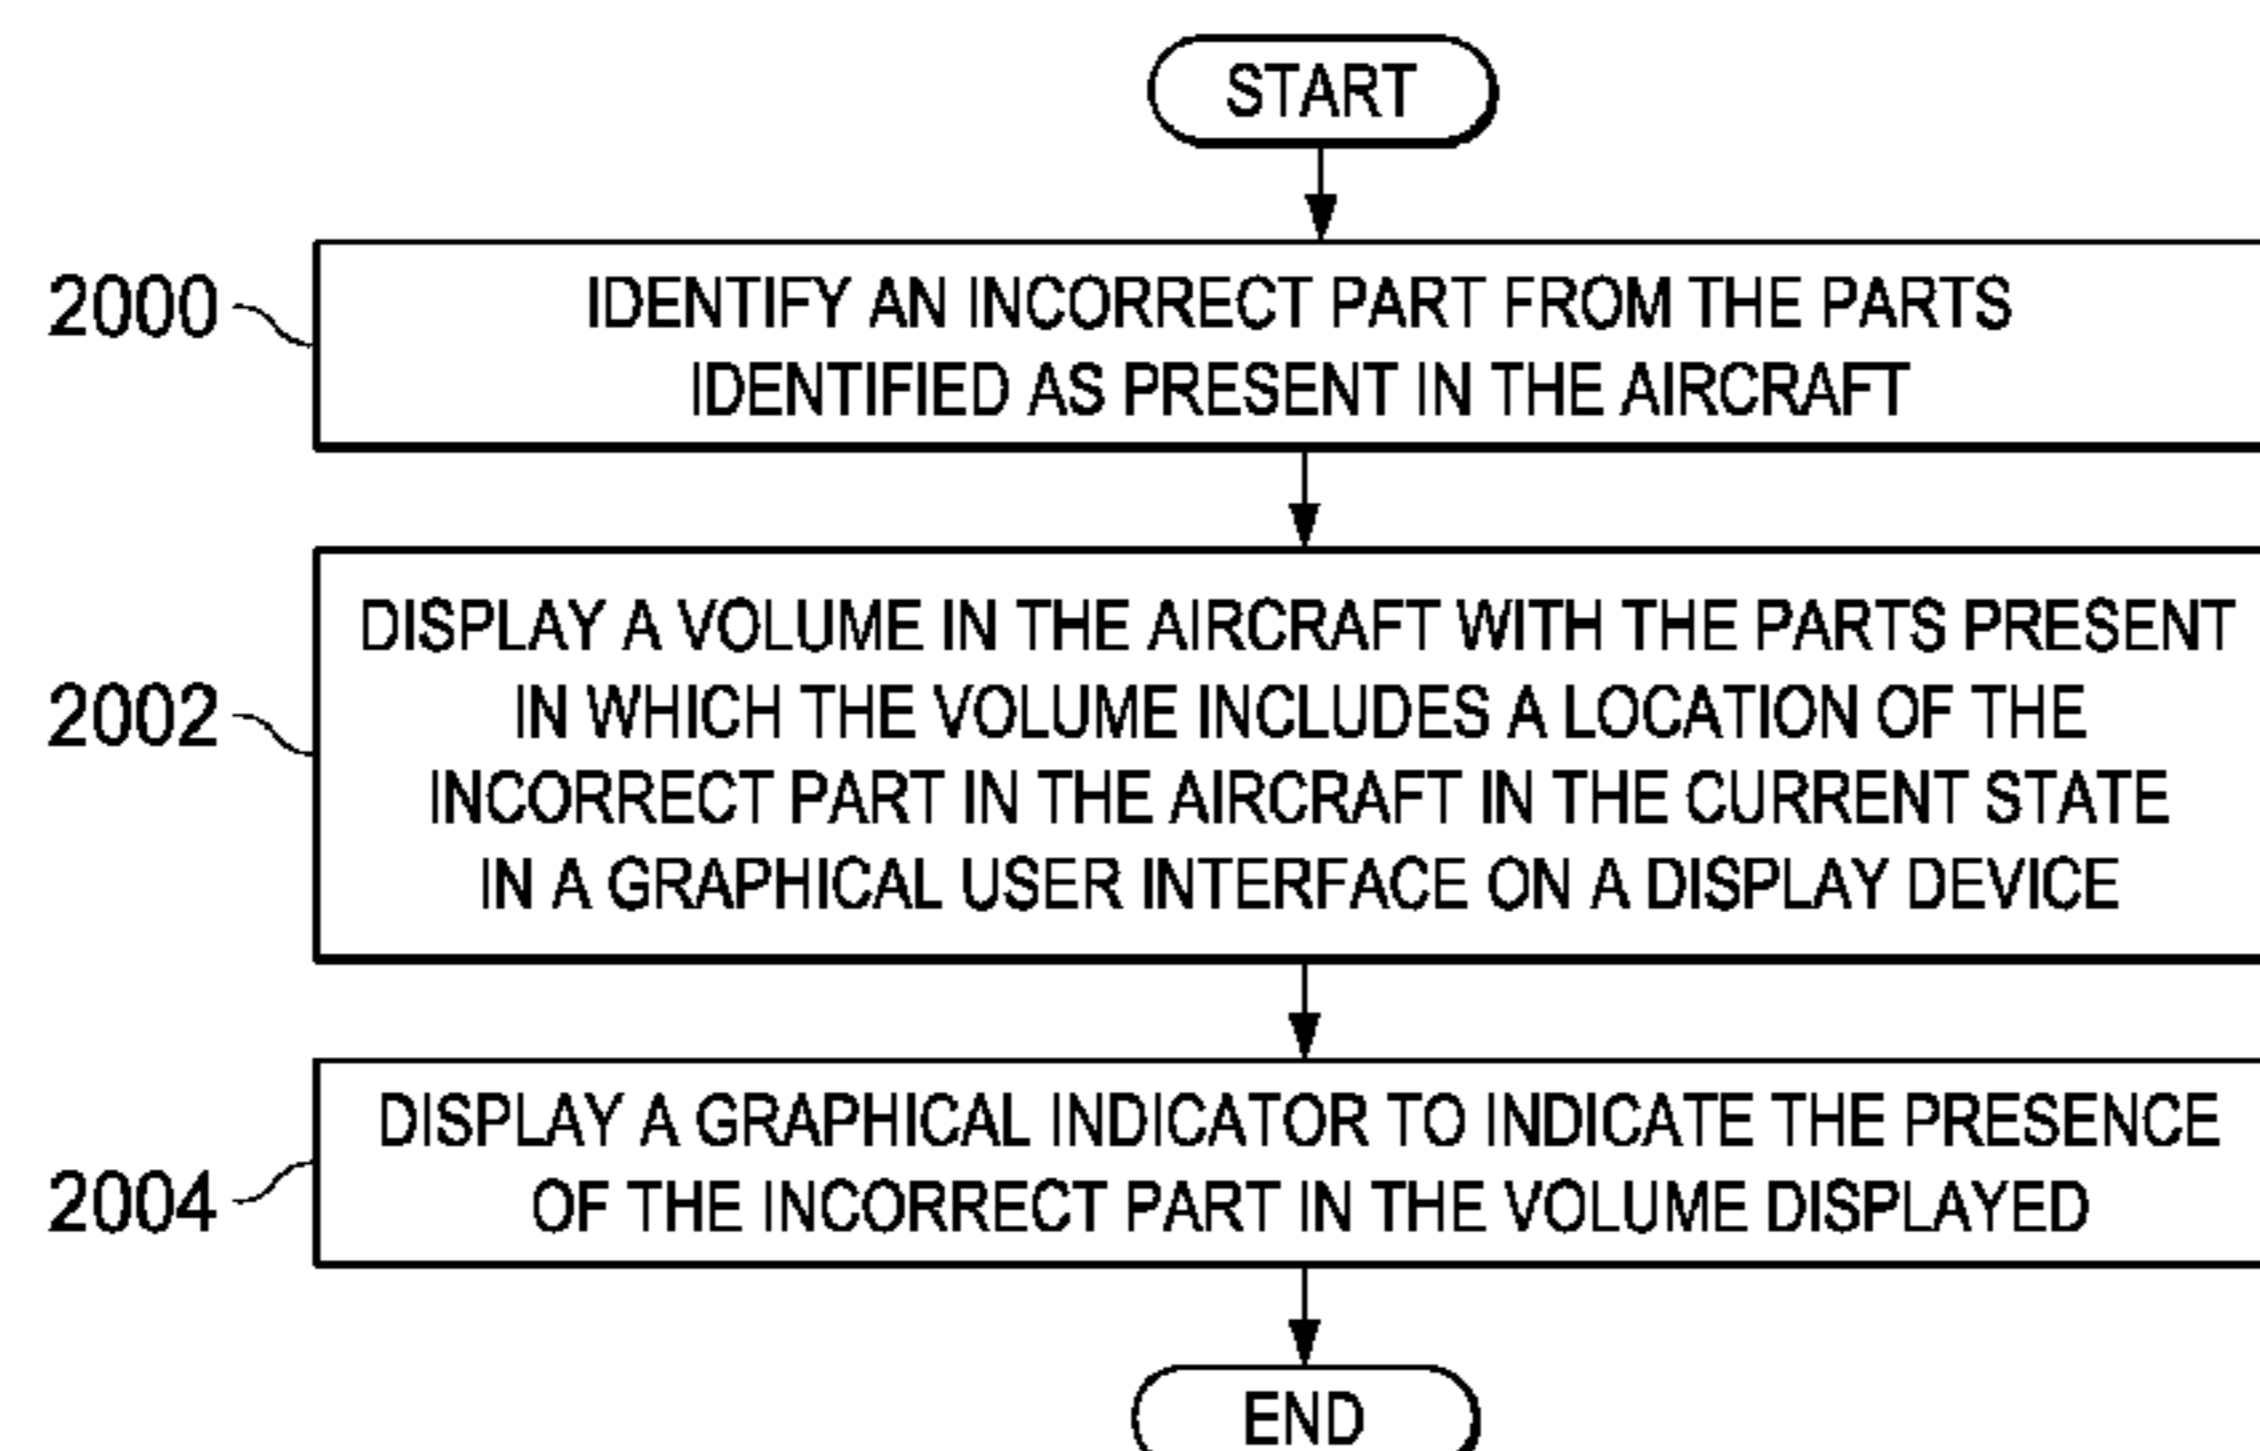 START
2000
IDENTIFY AN INCORRECT PART FROM THE PARTS
IDENTIFIED AS PRESENT IN THE AIRCRAFT
2002
DISPLAY A VOLUME IN THE AIRCRAFT WITH THE PARTS PRESENT
IN WHICH THE VOLUME INCLUDES A LOCATION OF THE
INCORRECT PART IN THE AIRCRAFT IN THE CURRENT STATE
IN A GRAPHICAL USER INTERFACE ON A DISPLAY DEVICE
2004
DISPLAY A GRAPHICAL INDICATOR TO INDICATE THE PRESENCE
OF THE INCORRECT PART IN THE VOLUME DISPLAYED
END